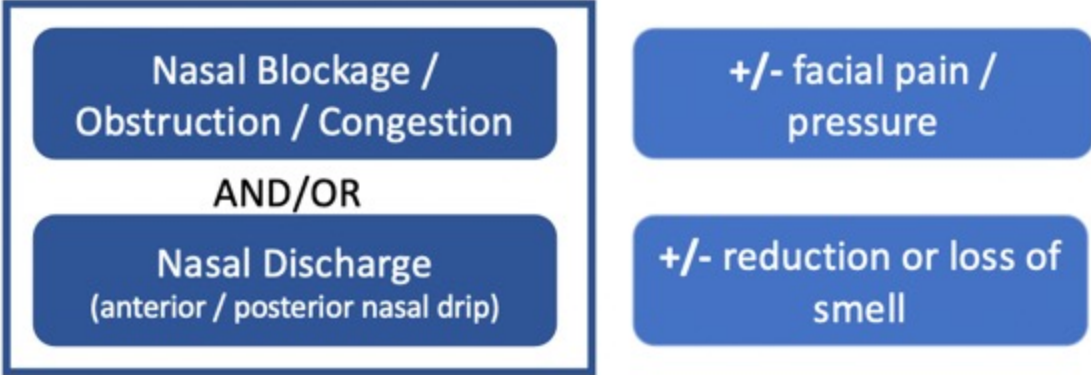 Nasal Blockage /
Obstruction / Congestion
AND/OR
Nasal Discharge
(anterior / posterior nasal drip)
+/- facial pain /
pressure
+/- reduction or loss of
smell